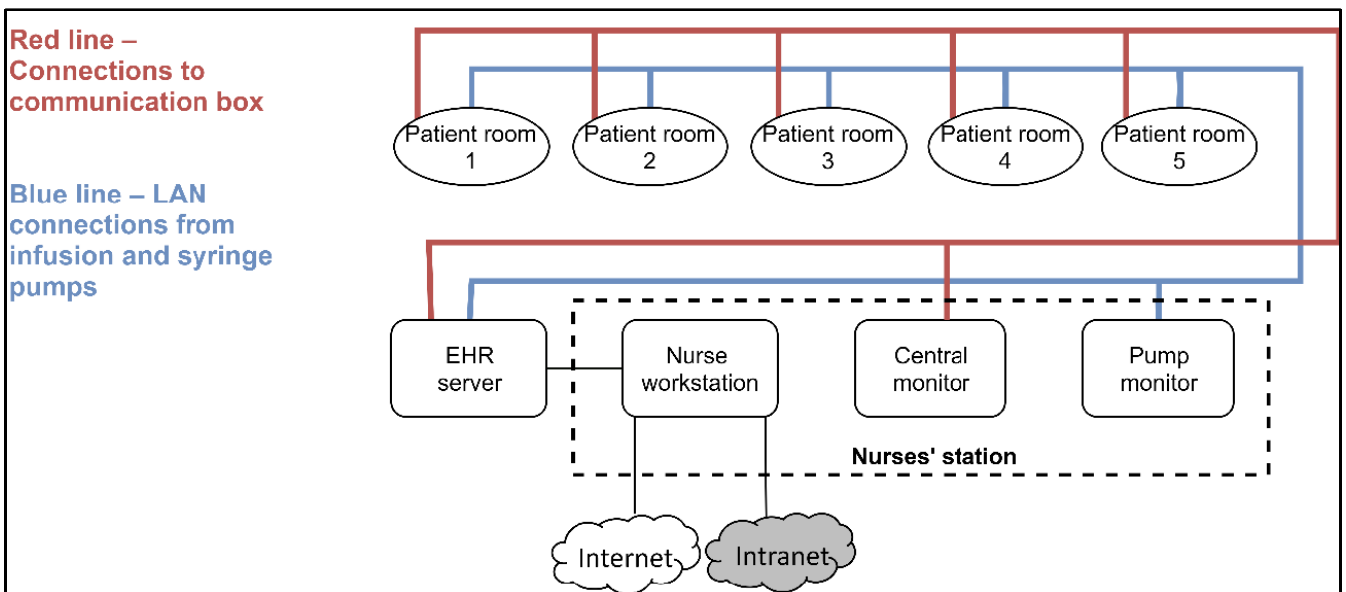 Red line –
Connections to
communication box
Blue line – LAN
connections from
infusion and syringe
pumps
Patient room
1
Patient room
2
Patient room
3
Patient room
4
Patient room
5
EHR
server
Nurse
workstation
Central
monitor
Pump
monitor
Nurses' station
Internet
Intranet